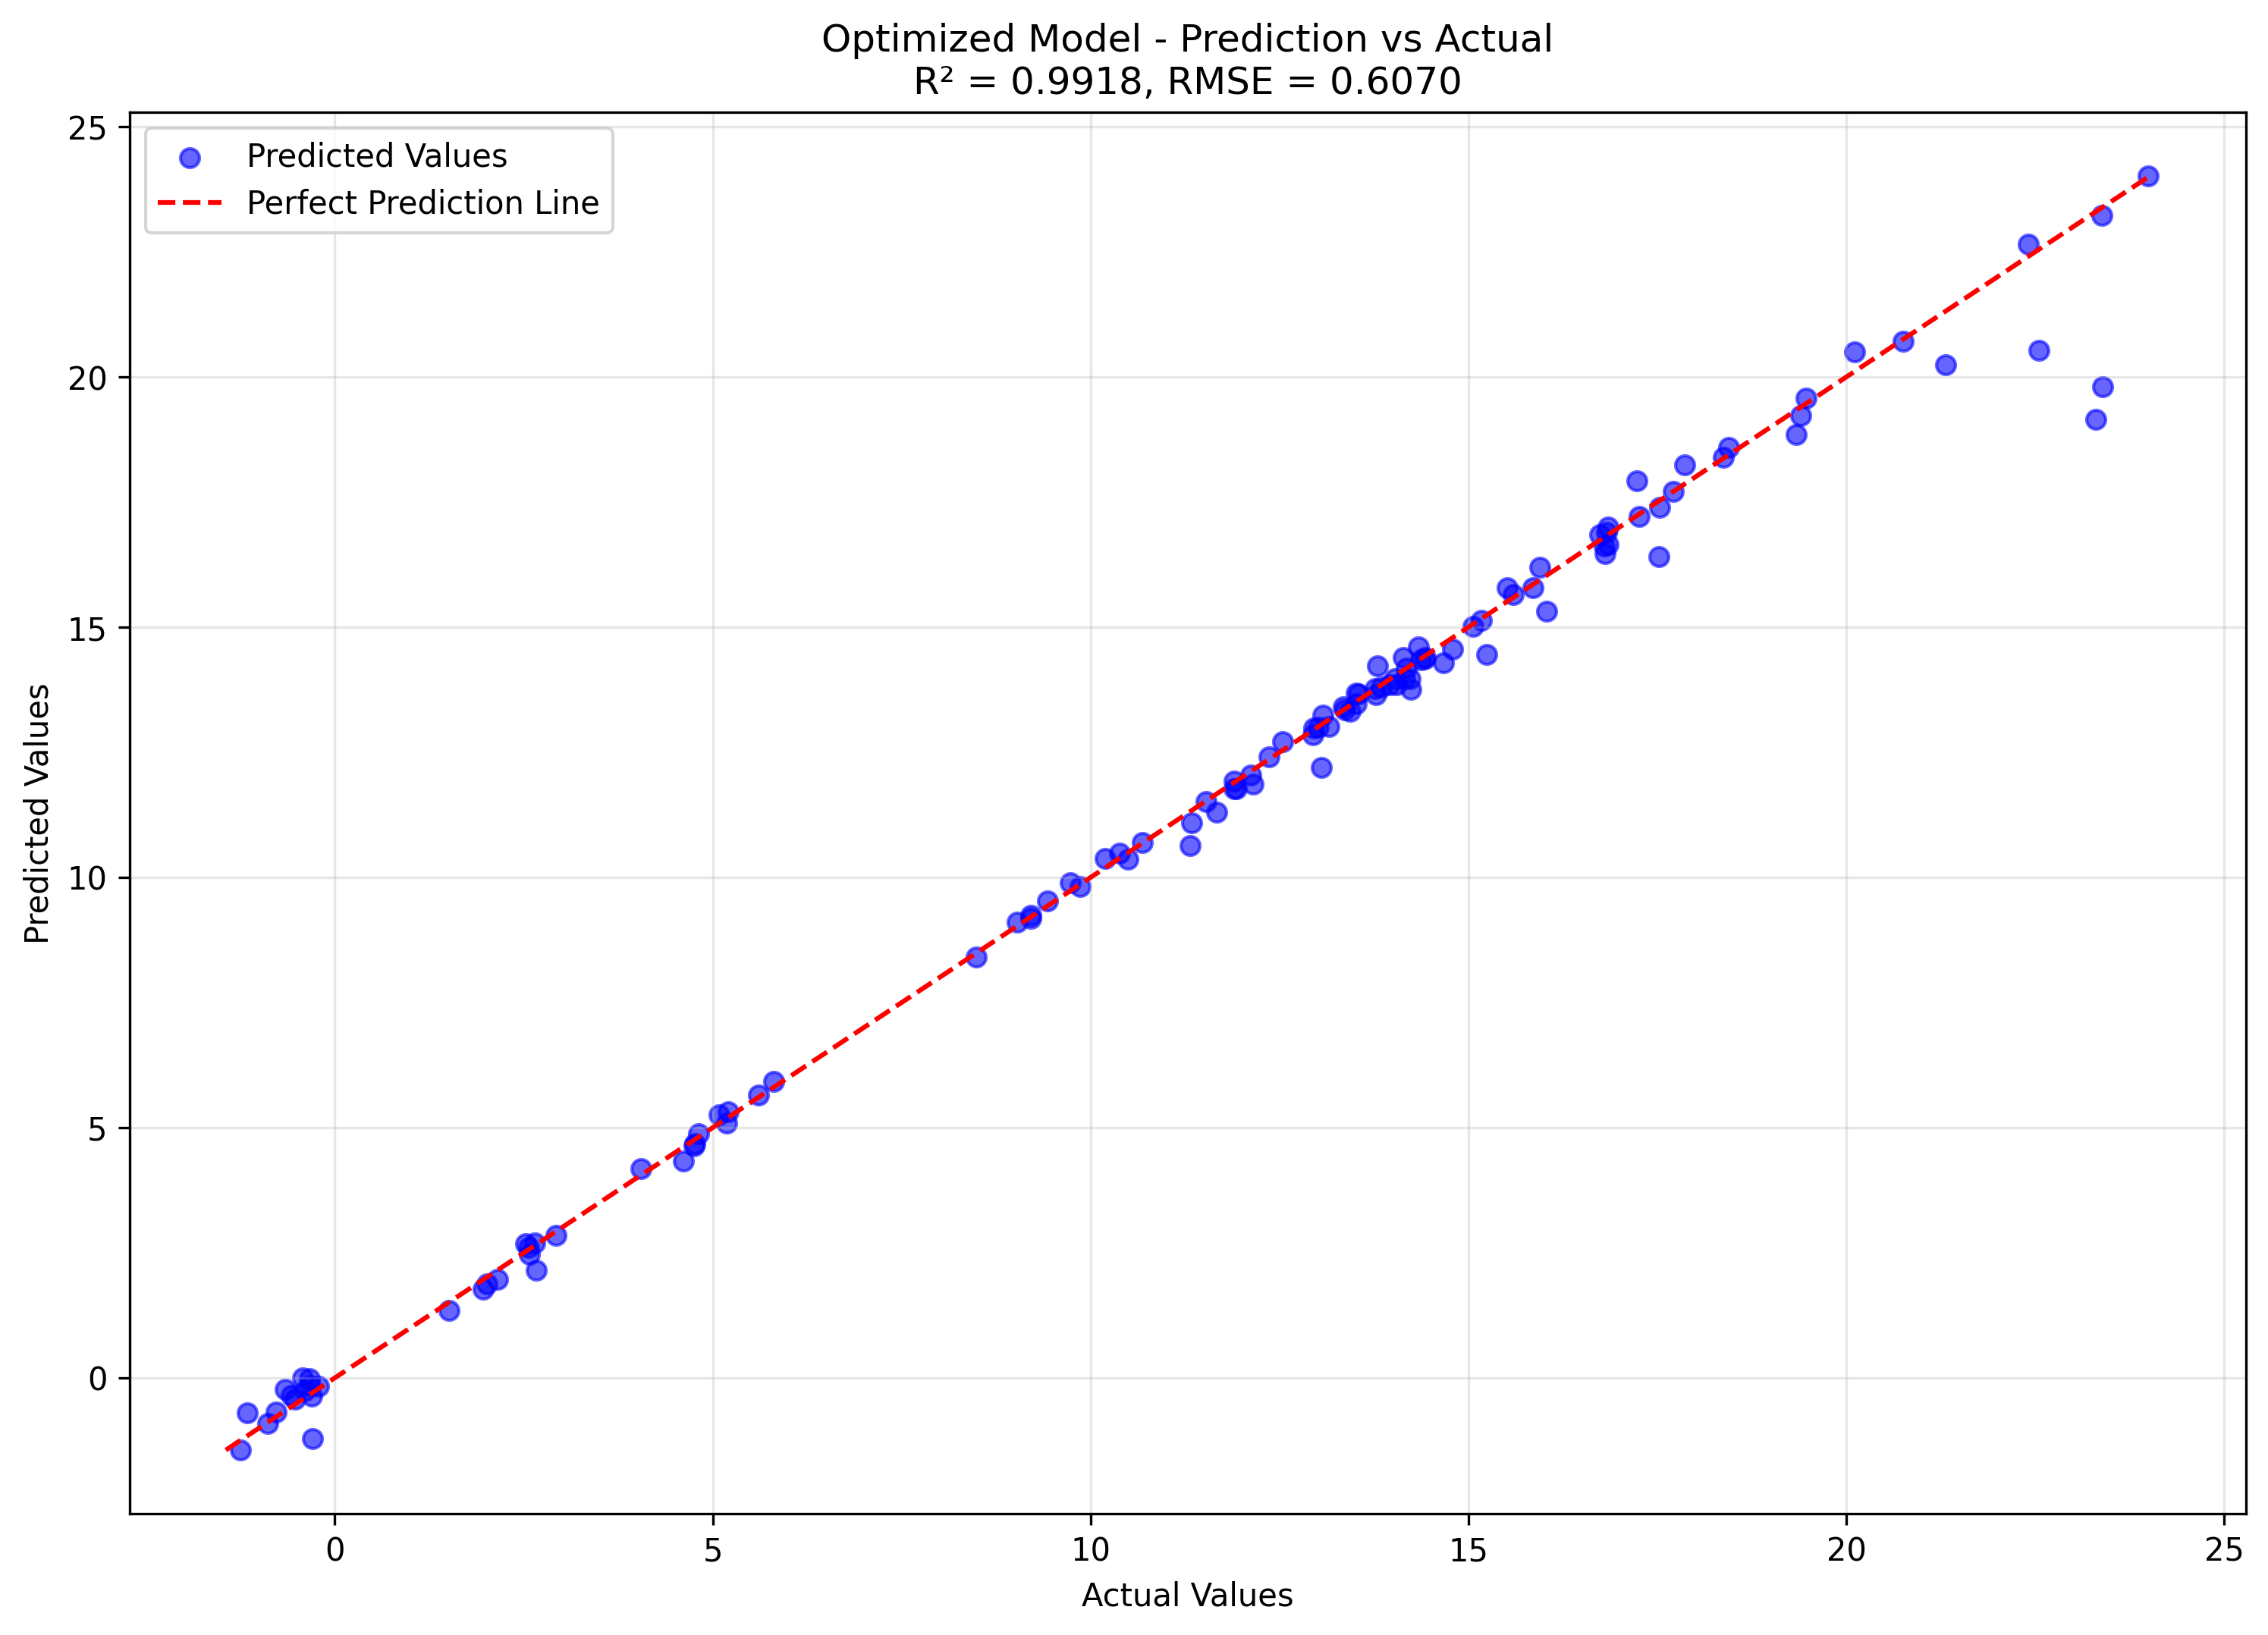 Optimized Model - Prediction vs Actual
R² = 0.9918, RMSE = 0.6070
Predicted Values
Perfect Prediction Line
25
20
15
10
5
0
Predicted Values
0
5
10
15
20
25
Actual Values